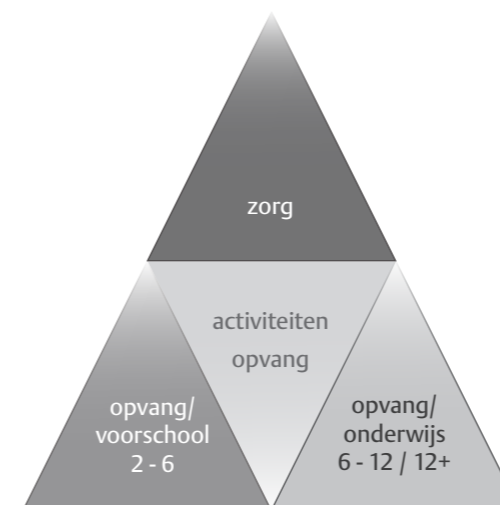 zorg
activiteiten
opvang
opvang/
voorschool
2 - 6
opvang/
onderwijs
6 - 12 / 12+